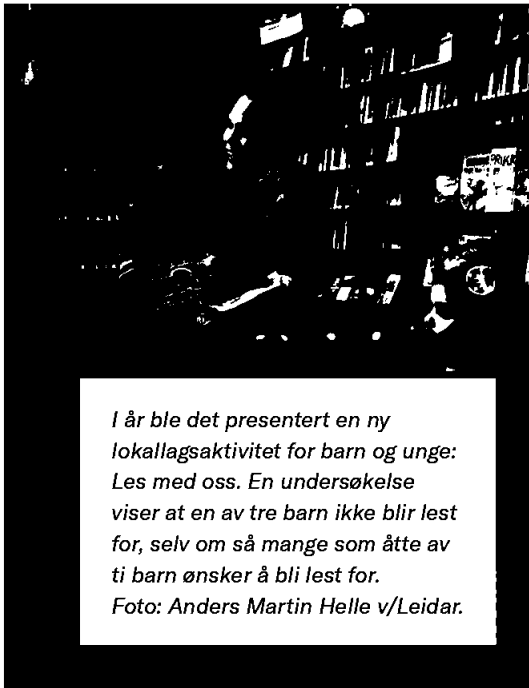 PRIKK
I år ble det presentert en ny
lokallagsaktivitet for barn og unge:
Les med oss. En undersøkelse
viser at en av tre barn ikke blir lest
for, selv om så mange som åtte av
ti barn ønsker å bli lest for.
Foto: Anders Martin Helle v/Leidar.